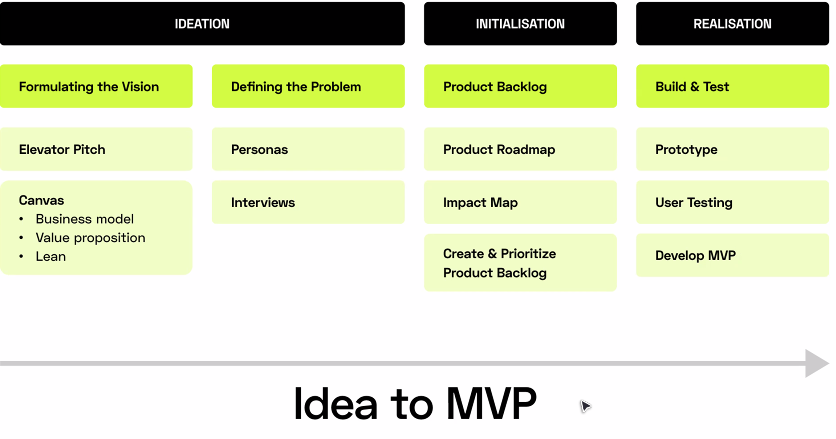 IDEATION
INITIALISATION
REALISATION
Formulating the Vision
Defining the Problem
Product Backlog
Build & Test
Elevator Pitch
Personas
Product Roadmap
Prototype
Canvas
• Business model
• Value proposition
• Lean
Interviews
Impact Map
User Testing
Create & Prioritize
Product Backlog
Develop MVP
Idea to MVP